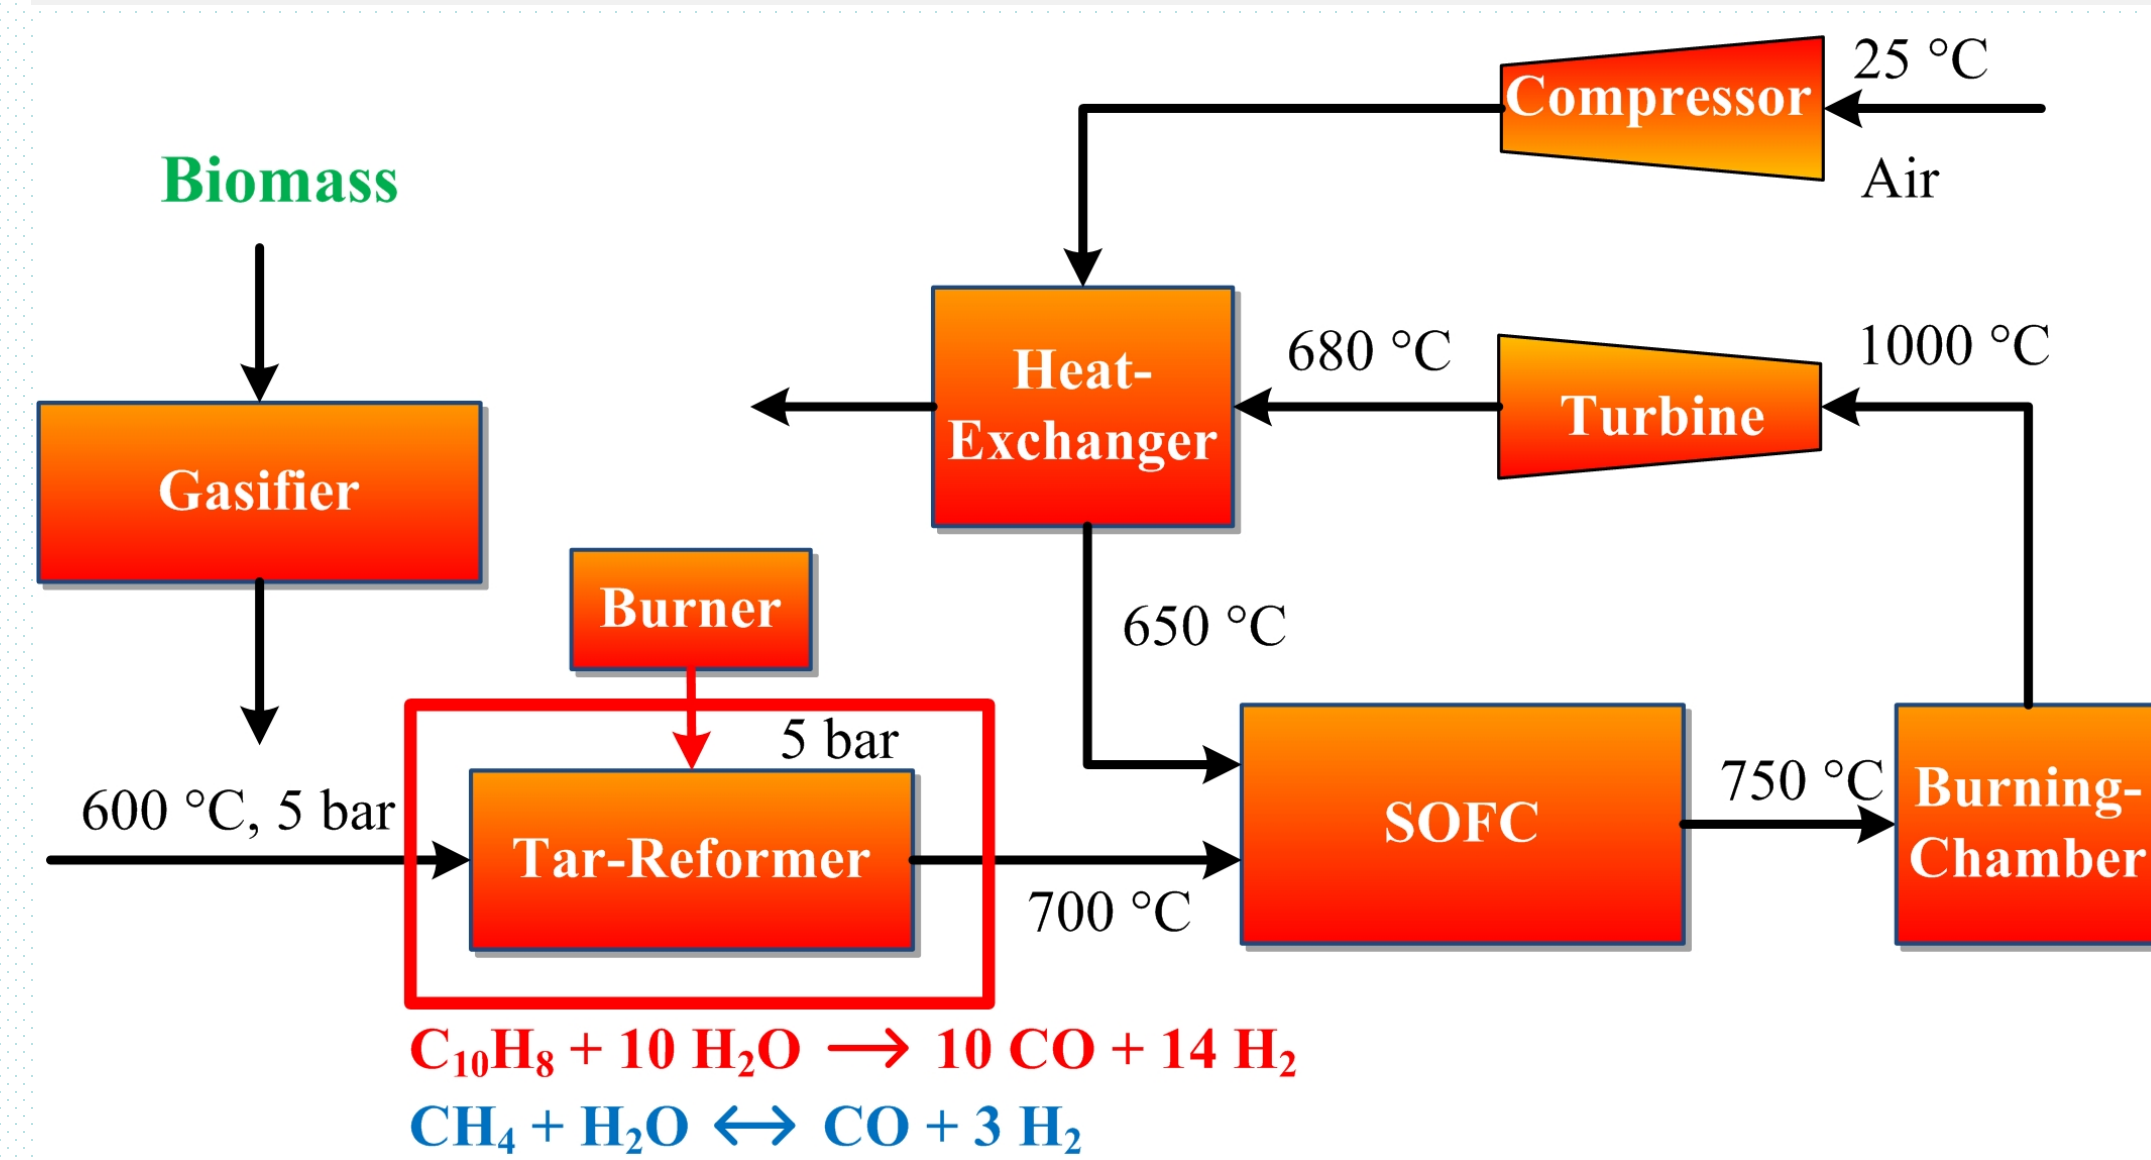 25 °C
Compressor
Air
Biomass
Heat-
Exchanger
680 °C
Turbine
1000 °C
Gasifier
Burner
650 °C
5 bar
600 °C, 5 bar
Tar-Reformer
700 °C
SOFC
750 °C
Burning-
Chamber
C₁₀H₈ + 10 H₂O → 10 CO + 14 H₂
CH₄ + H₂O ↔ CO + 3 H₂